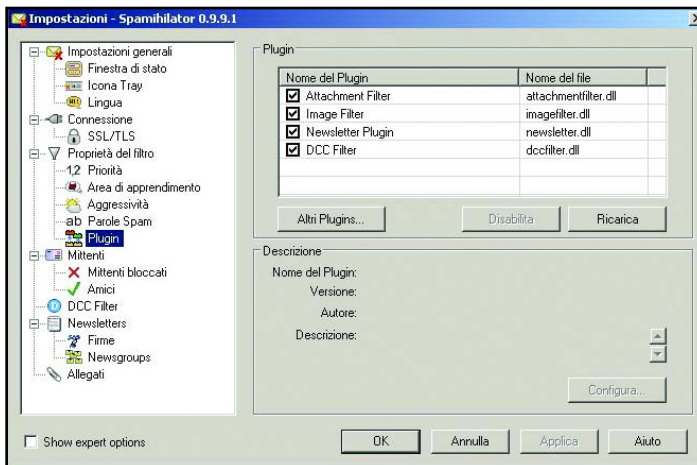 Impostazioni - Spamihilator 0.9.9.1
Impostazioni generali
Finestra di stato
Icona Tray
Lingua
Connessione
SSL/TLS
Proprietà del filtro
1,2 Priorità
Area di apprendimento
Aggressività
ab Parole Spam
Plugin
Mittenti
Mittenti bloccati
Amici
D DCC Filter
Newsletters
Firme
Newsgroups
Allegati
Show expert options
Plugin
Nome del Plugin Nome del file
Attachment Filter attachmentfilter.dll
Image Filter imagefilter.dll
Newsletter Plugin newsletter.dll
DCC Filter dccfilter.dll
Altri Plugins... Disabilita Ricarica
Descrizione
Nome del Plugin:
Versione:
Autore:
Descrizione:
Configura...
OK Annulla Applica Aiuto